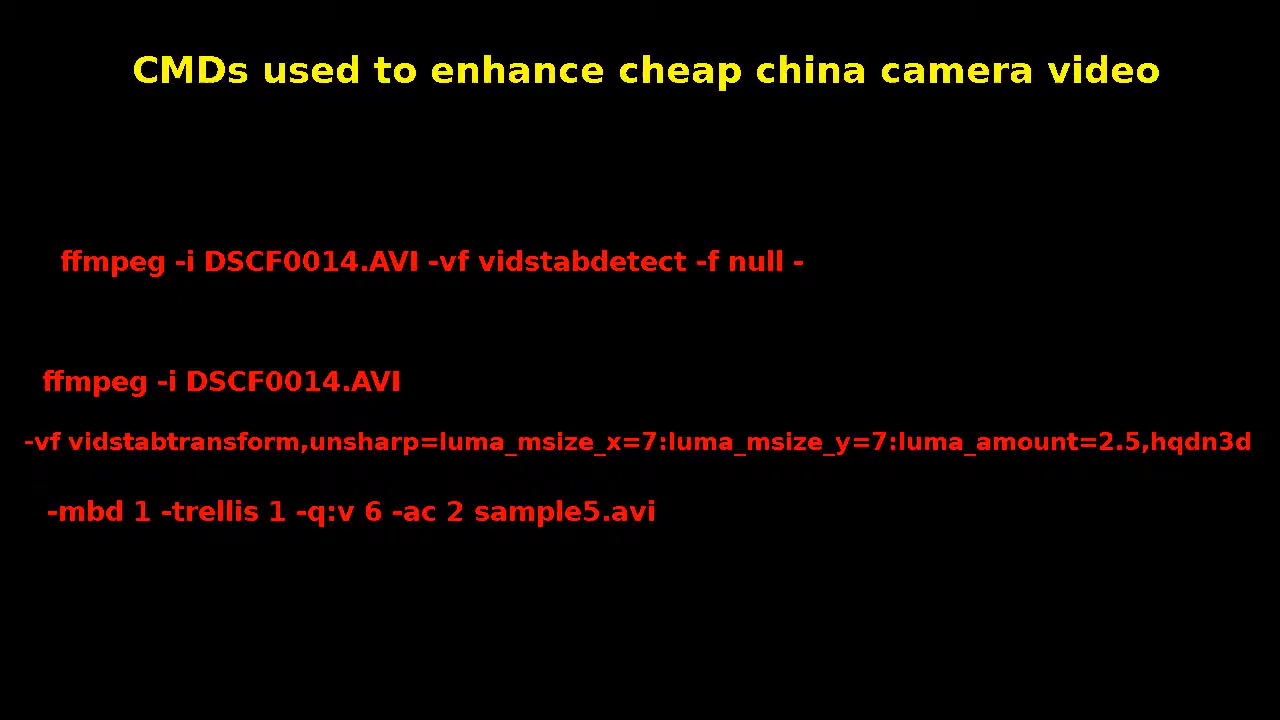 CMDs used to enhance cheap china camera video
ffmpeg -i DSCF0014.AVI -vf vidstabdetect -f null -
ffmpeg -i DSCF0014.AVI
-vf vidstabtransform,unsharp=luma_msize_x=7:luma_msize_y=7:luma_amount=2.5,hqdn3d
-mbd 1 -trellis 1 -q:v 6 -ac 2 sample5.avi